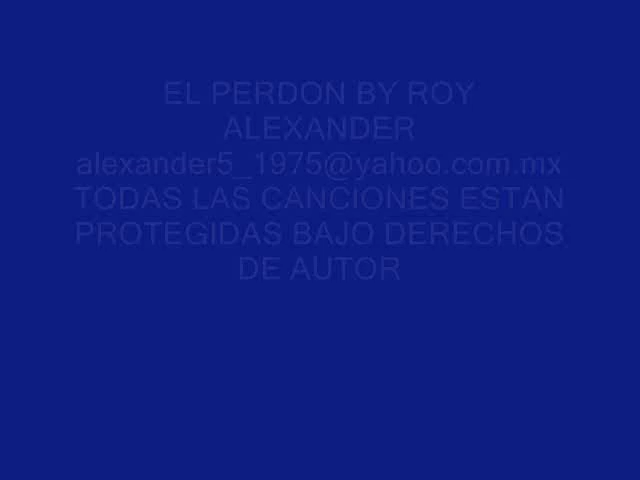 EL PERDON BY ROY
ALEXANDER
alexander5_1975@yahoo.com.mx
TODAS LAS CANCIONES ESTAN
PROTEGIDAS BAJO DERECHOS
DE AUTOR